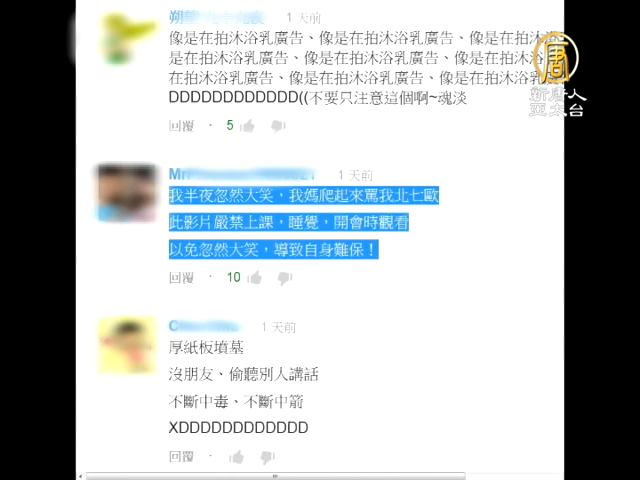 1 天前
像是在拍沐浴乳廣告、像是在拍沐浴乳廣告、像是在拍沐浴
是在拍沐浴乳廣告、像是在拍沐浴乳廣告、像是在拍沐浴
在拍沐浴乳廣告、像是在拍沐浴乳廣告、像是在拍沐浴乳
DDDDDDDDDDDD((不要只注意這個啊~魂淡
唐
新唐人
亞太台
回覆 · 5
1 天前
我半夜忽然大笑，我媽爬起來罵我北七歐
此影片嚴禁上課，睡覺，開會時觀看
以免忽然大笑，導致自身難保！
回覆 · 10
1 天前
厚紙板墳墓
沒朋友、偷聽別人講話
不斷中毒、不斷中箭
XDDDDDDDDDDDD
回覆 ·